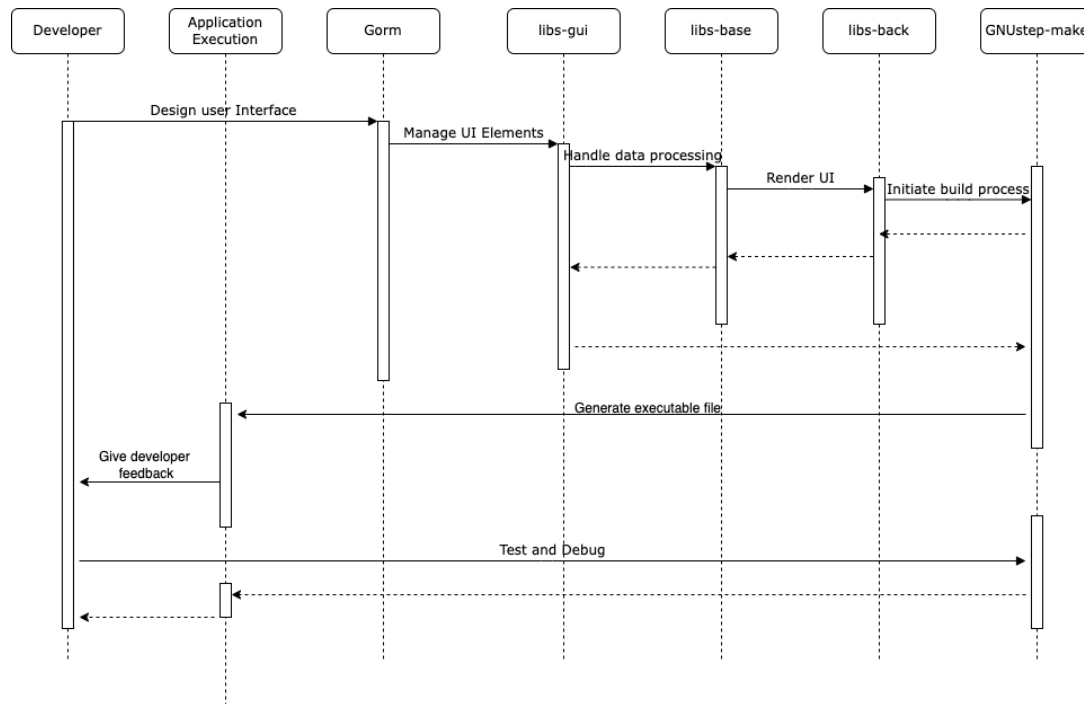 Developer
Application
Execution
Gorm
libs-gui
libs-base
libs-back
GNUstep-make
Design user Interface
Manage UI Elements
Handle data processing
Render UI
Initiate build process
Generate executable file
Give developer
feedback
Test and Debug